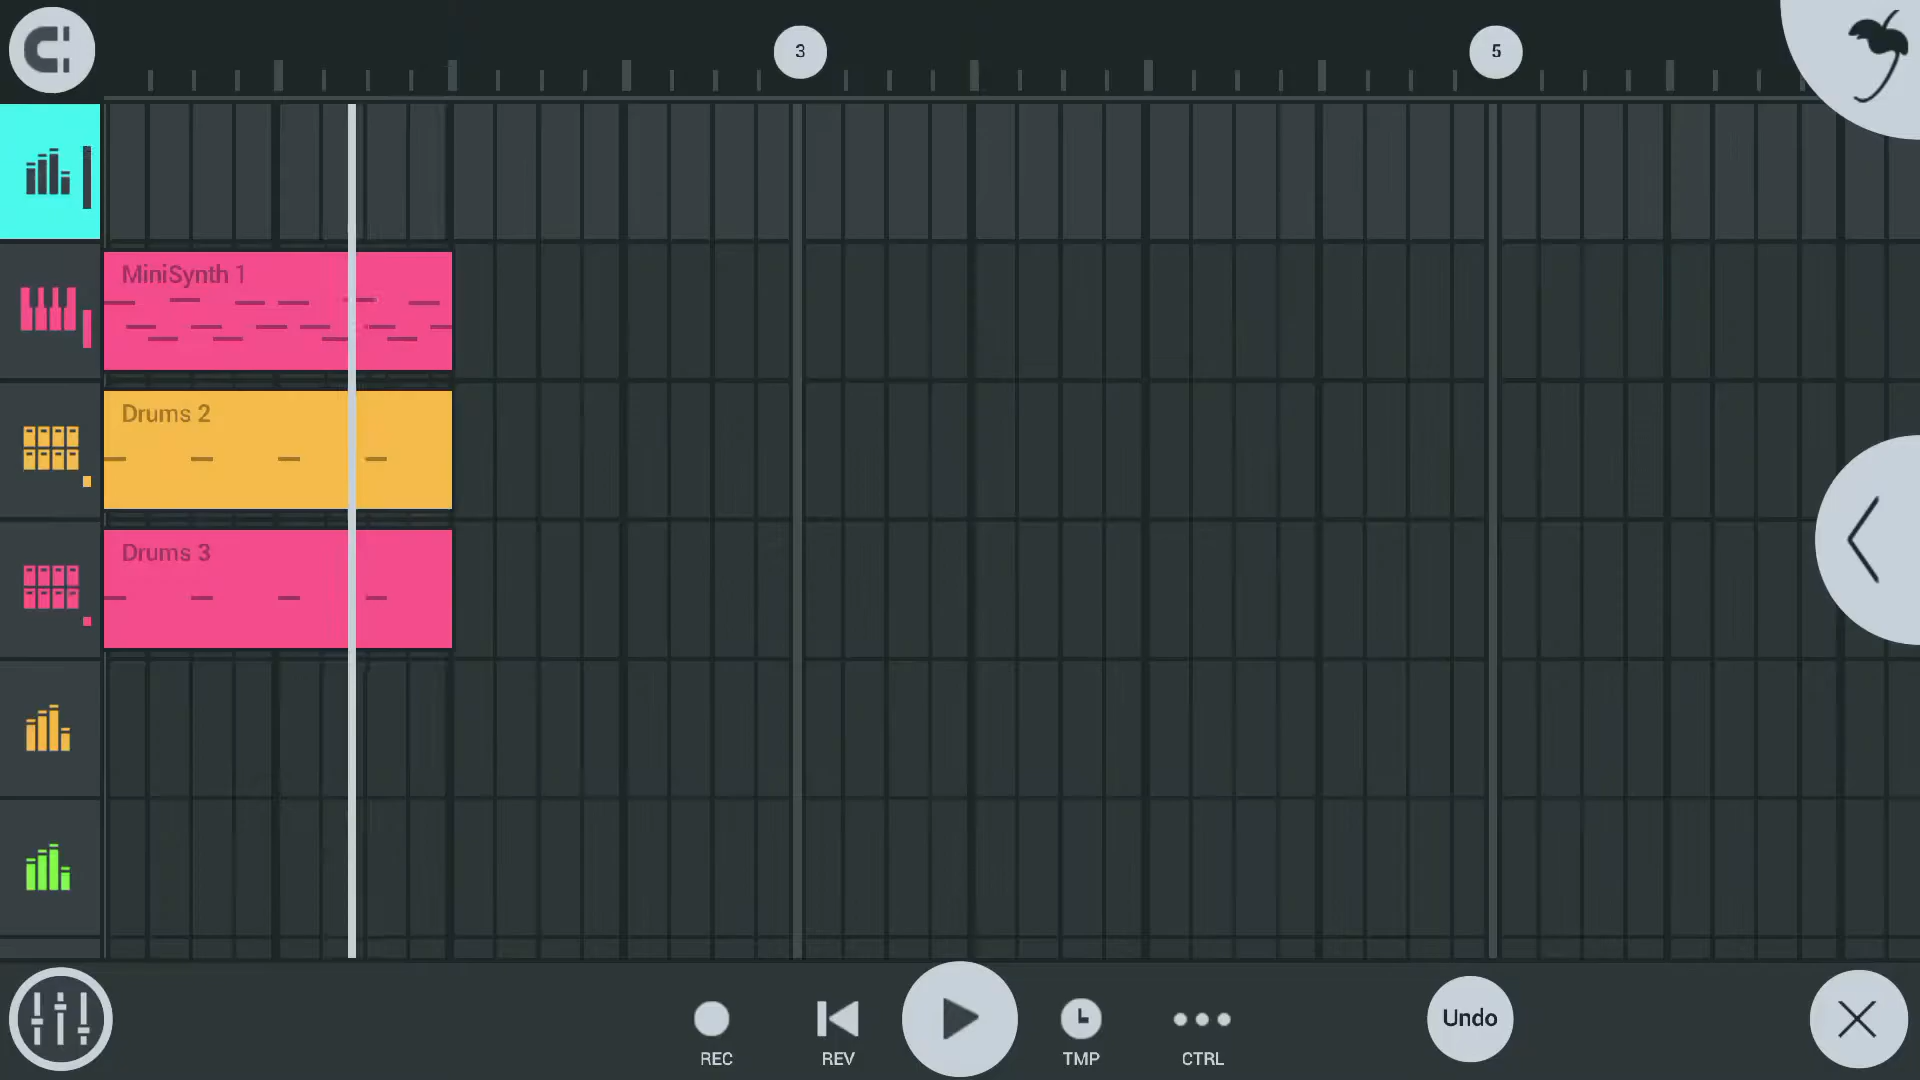 3
5
MiniSynth 1
Drums 2
Drums 3
REC
REV
TMP
CTRL
Undo